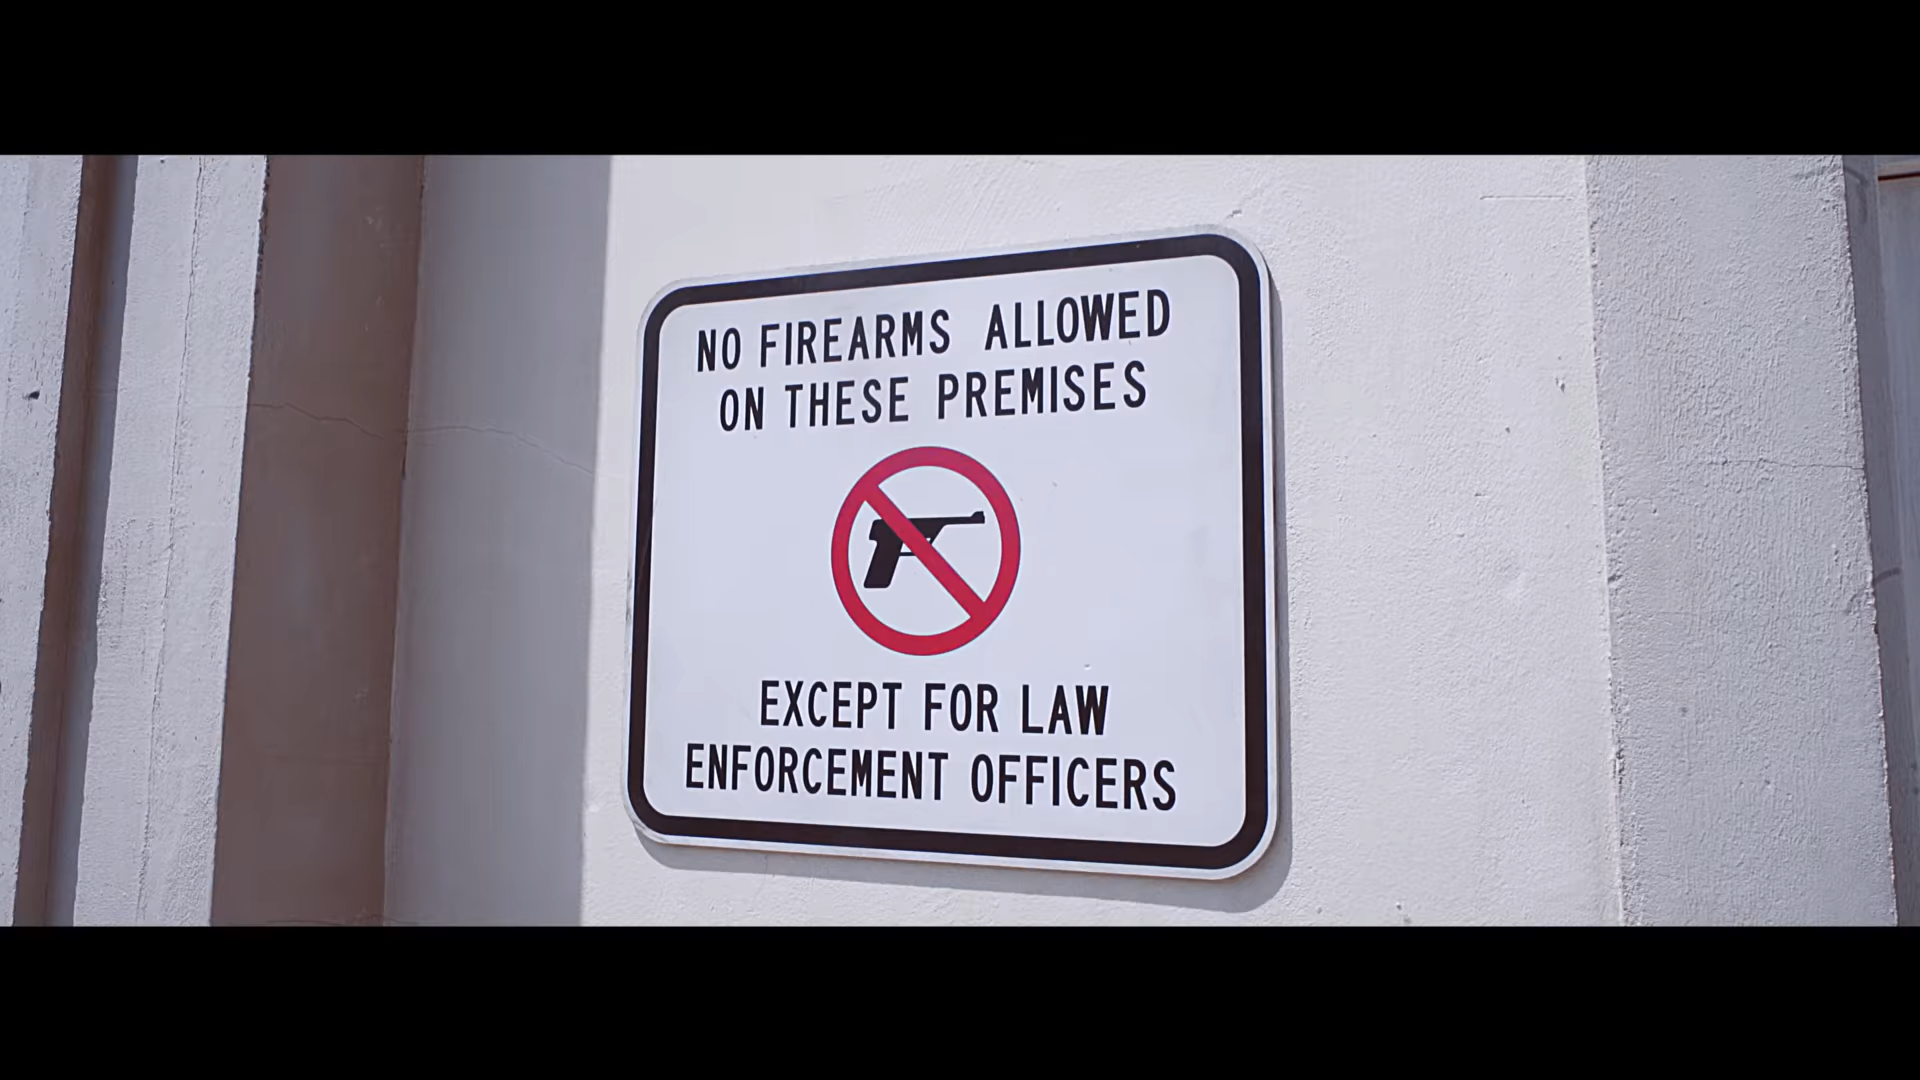 NO FIREARMS ALLOWED
ON THESE PREMISES
EXCEPT FOR LAW
ENFORCEMENT OFFICERS